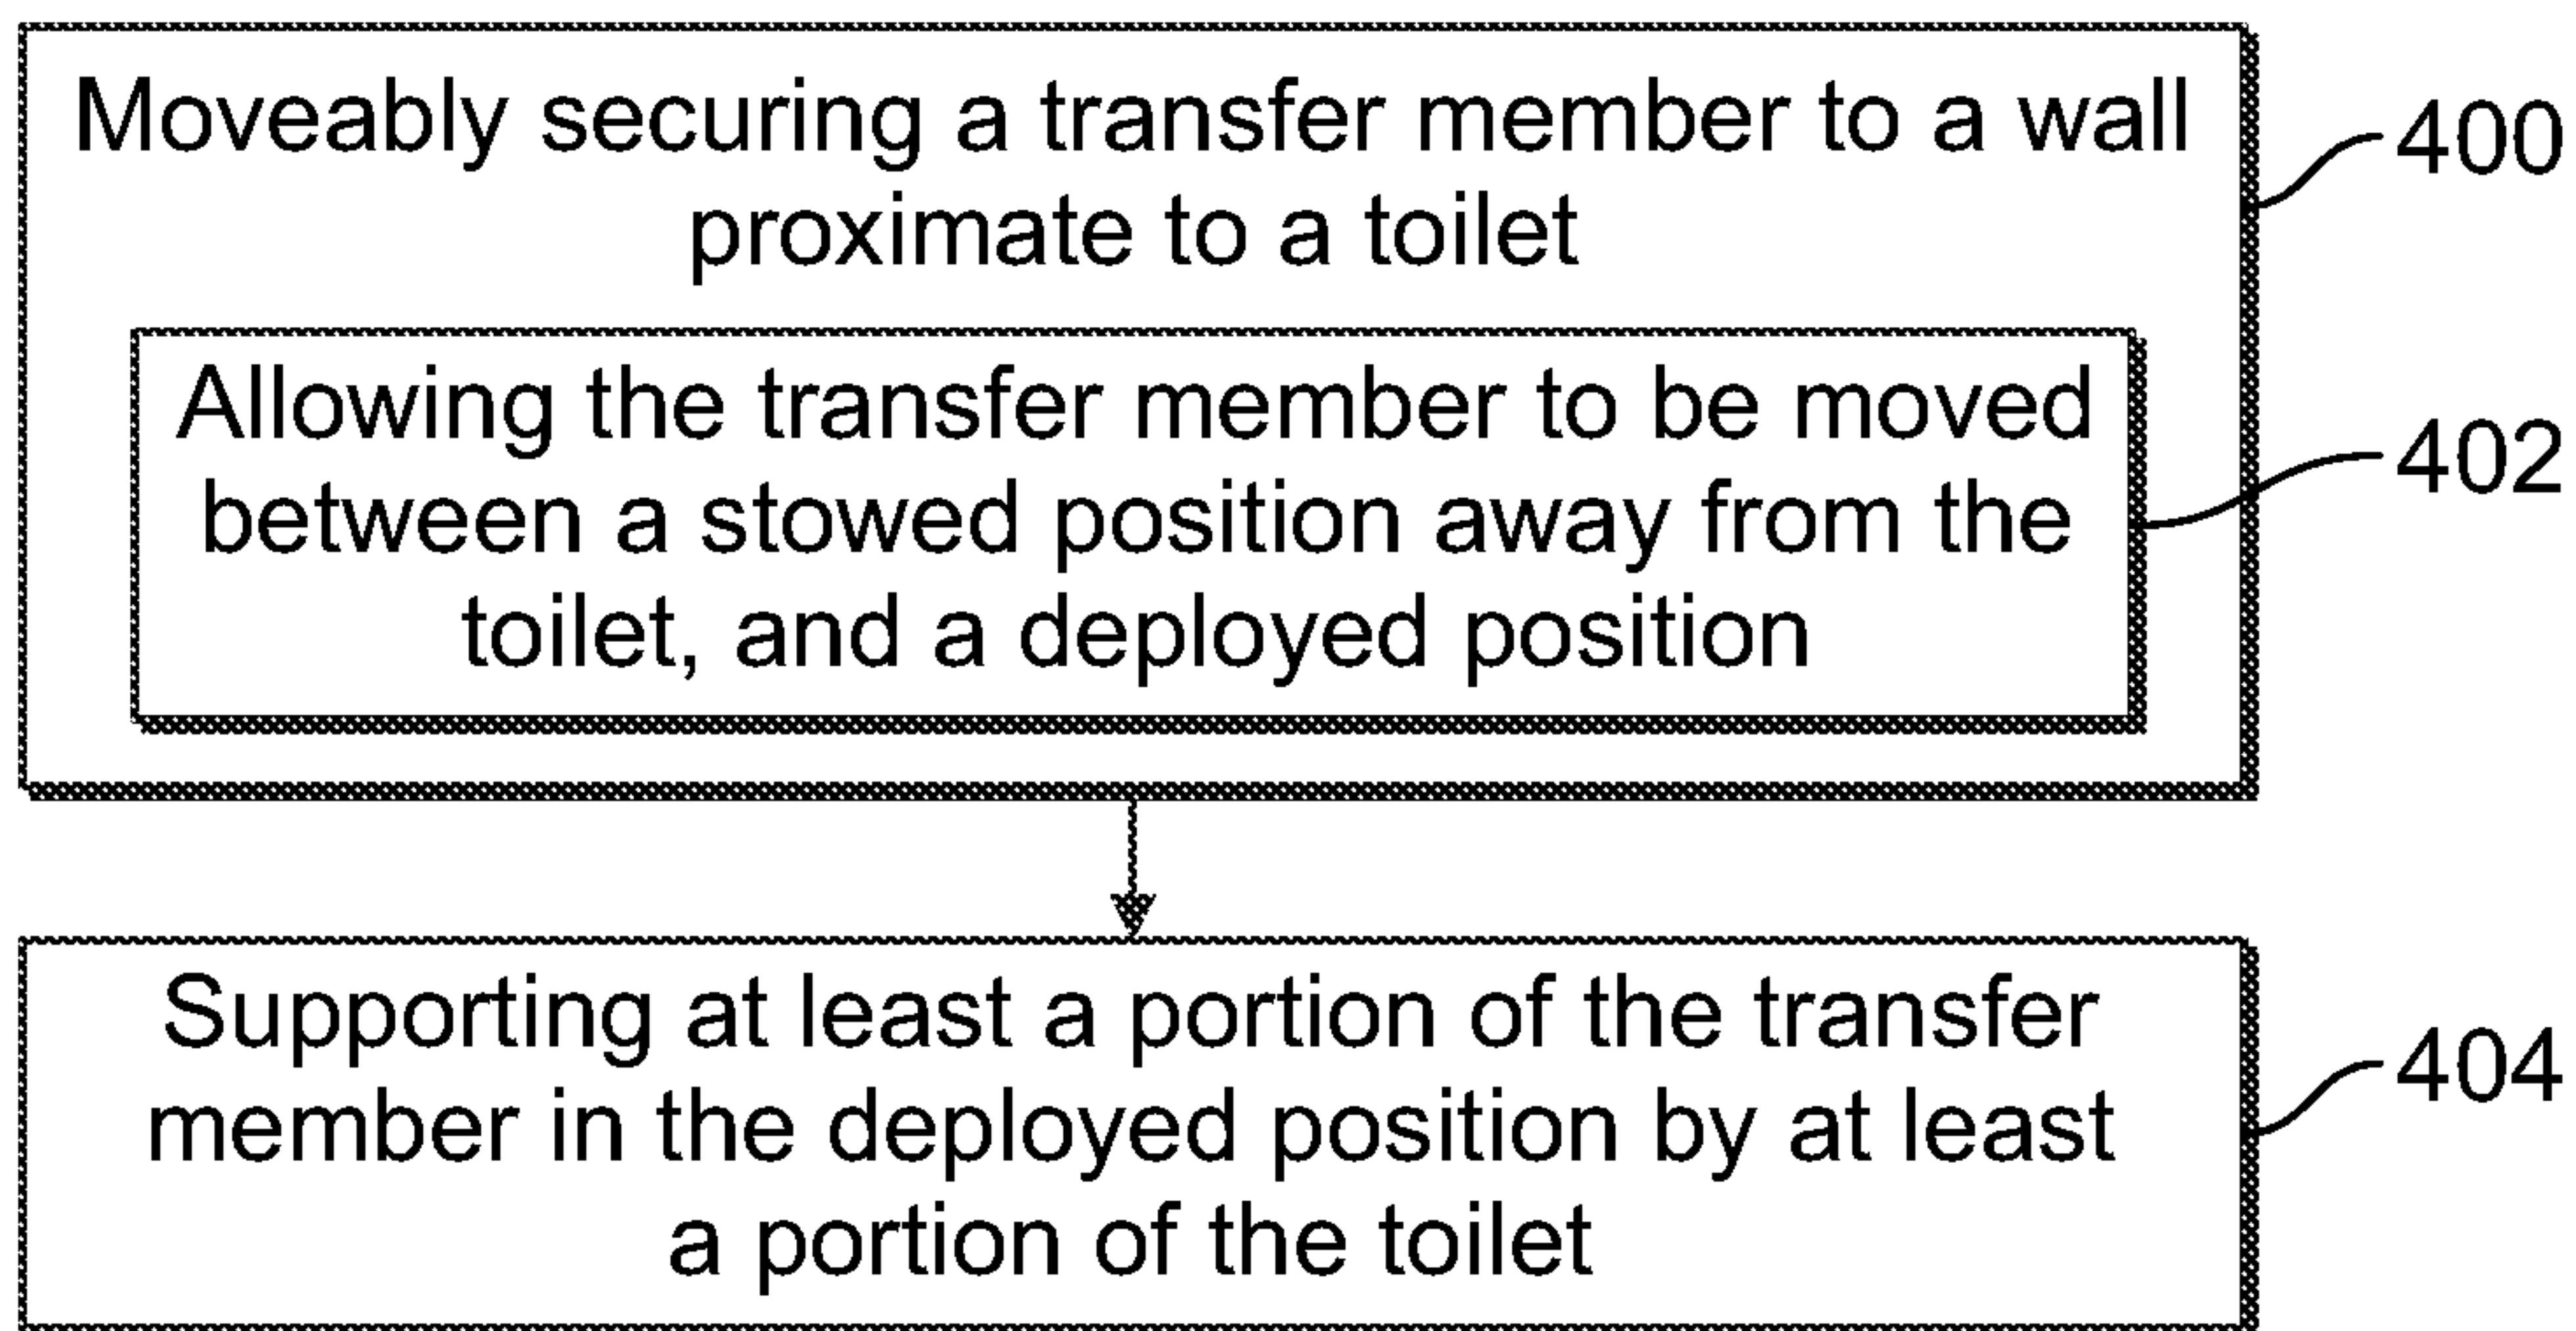 Moveably securing a transfer member to a wall
proximate to a toilet
400
Allowing the transfer member to be moved
between a stowed position away from the
toilet, and a deployed position
402
Supporting at least a portion of the transfer
member in the deployed position by at least
a portion of the toilet
404